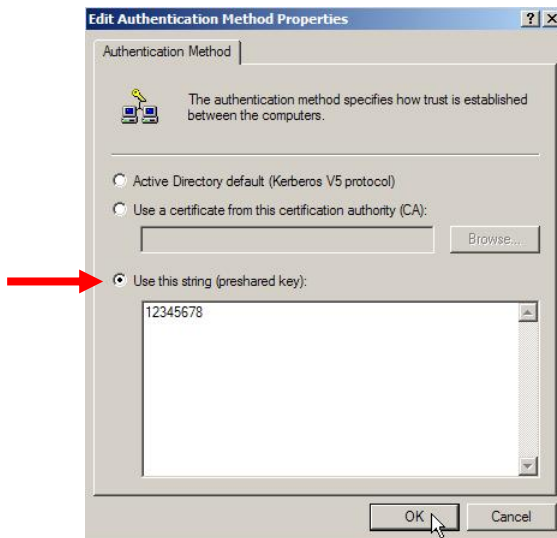 Edit Authentication Method Properties
Authentication Method
The authentication method specifies how trust is established
between the computers.
Active Directory default (Kerberos V5 protocol)
Use a certificate from this certification authority (CA):
Browse...
Use this string (preshared key):
12345678
OK Cancel